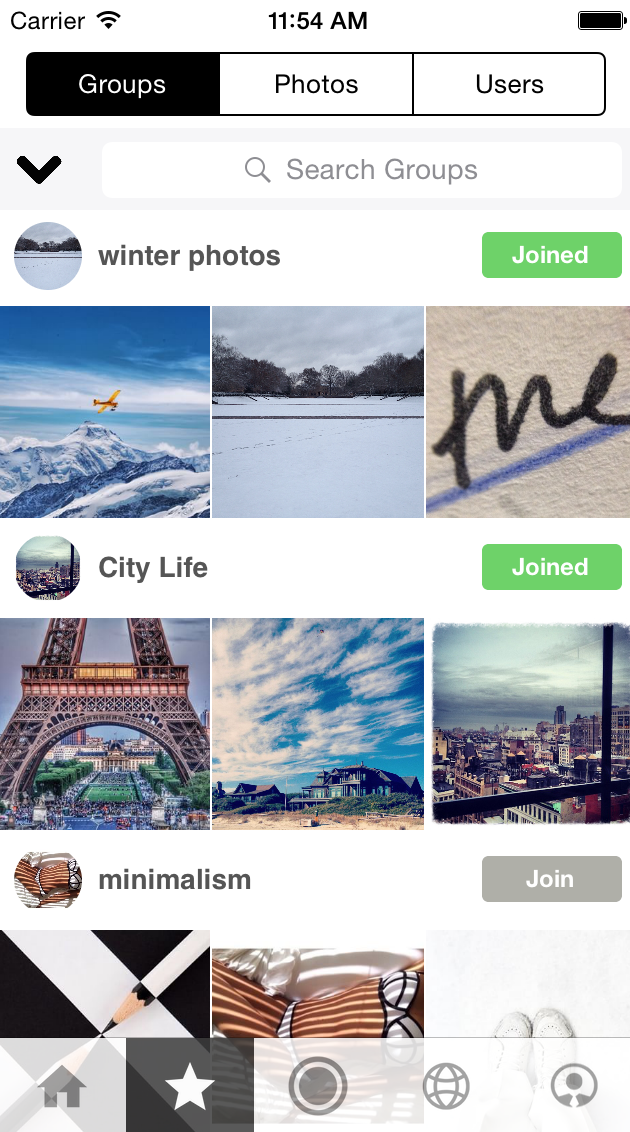 Carrier 11:54 AM
Groups Photos Users
Search Groups
winter photos Joined
me
City Life Joined
minimalism Join